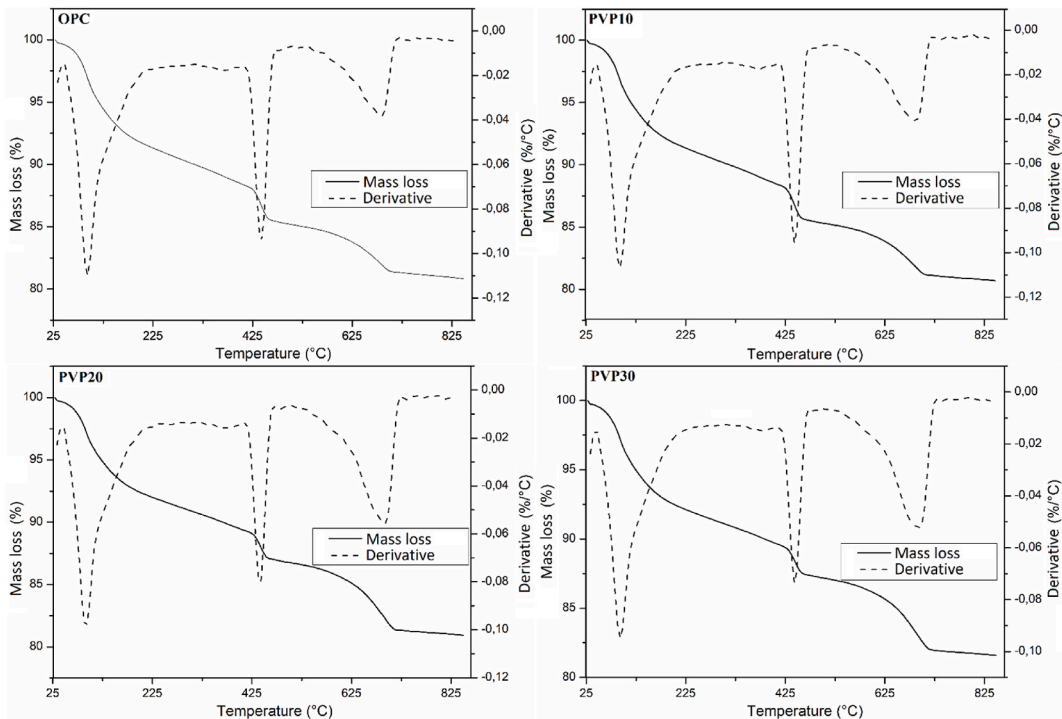 OPC
100
95
90
85
80
Mass loss (%)
0,00
-0,02
-0,04
-0,06
-0,08
-0,10
-0,12
Derivative (%/°C)
Mass loss
Derivative
25
225
425
625
825
Temperature (°C)
PVP10
100
95
90
85
80
Mass loss (%)
0,00
-0,02
-0,04
-0,06
-0,08
-0,10
-0,12
Derivative (%/°C)
Mass loss
Derivative
25
225
425
625
825
Temperature (°C)
PVP20
100
95
90
85
80
Mass loss (%)
0,00
-0,02
-0,04
-0,06
-0,08
-0,10
-0,12
Derivative (%/°C)
Mass loss
Derivative
25
225
425
625
825
Temperature (°C)
PVP30
100
95
90
85
80
Mass loss (%)
0,00
-0,02
-0,04
-0,06
-0,08
-0,10
Derivative (%/°C)
Mass loss
Derivative
25
225
425
625
825
Temperature (°C)